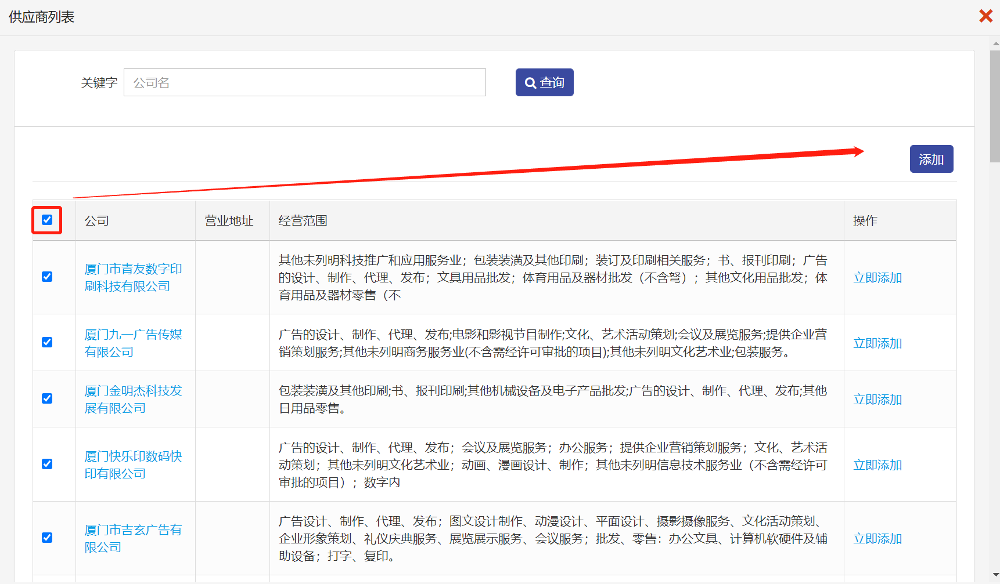 供应商列表
关键字
公司名
查询
添加
公司
营业地址
经营范围
操作
厦门市青友数字印
刷科技有限公司
其他未列明科技推广和应用服务业；包装装潢及其他印刷；装订及印刷相关服务；书、报刊印刷；广告
的设计、制作、代理、发布；文具用品批发；体育用品及器材批发（不含弩）；其他文化用品批发；体
育用品及器材零售（不
立即添加
厦门九一广告传媒
有限公司
广告的设计、制作、代理、发布;电影和影视节目制作;文化、艺术活动策划;会议及展览服务;提供企业营
销策划服务;其他未列明商务服务业(不含需经许可审批的项目);其他未列明文化艺术业;包装服务。
立即添加
厦门金明杰科技发
展有限公司
包装装潢及其他印刷;书、报刊印刷;其他机械设备及电子产品批发;广告的设计、制作、代理、发布;其他
日用品零售。
立即添加
厦门快乐印数码快
印有限公司
广告的设计、制作、代理、发布；会议及展览服务；办公服务；提供企业营销策划服务；文化、艺术活
动策划；其他未列明文化艺术业；动画、漫画设计、制作；其他未列明信息技术服务业（不含需经许可
审批的项目）；数字内
立即添加
厦门市吉玄广告有
限公司
广告设计、制作、代理、发布；图文设计制作、动漫设计、平面设计、摄影摄像服务、文化活动策划、
企业形象策划、礼仪庆典服务、展览展示服务、会议服务；批发、零售：办公文具、计算机软硬件及辅
助设备；打字、复印。
立即添加